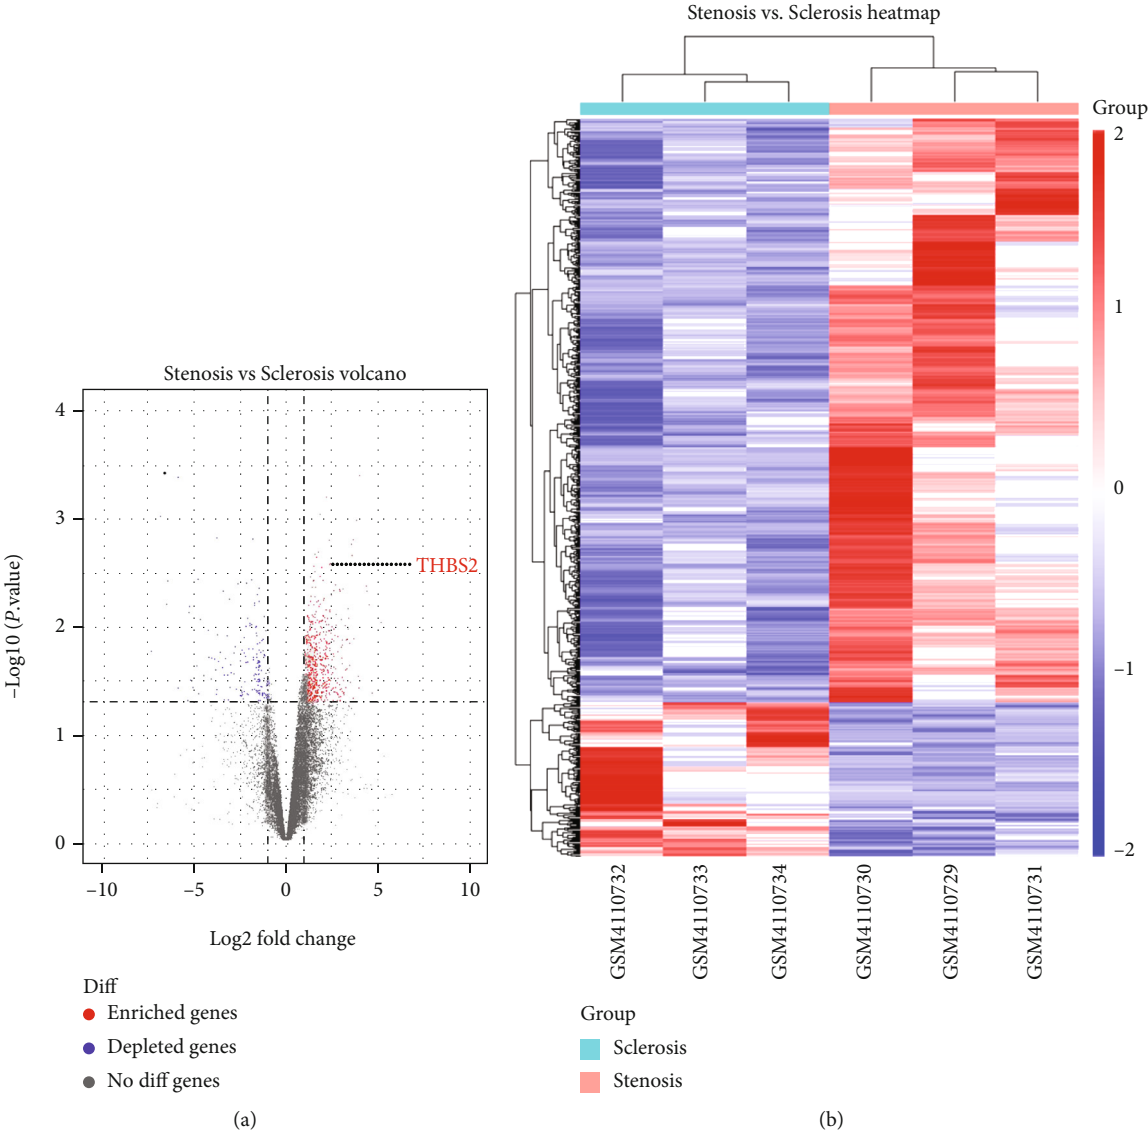 Stenosis vs Sclerosis volcano
4
3
2
1
0
−Log10 (P.value)
THBS2
−10
−5
0
5
10
Log2 fold change
Diff
Enriched genes
Depleted genes
No diff genes
(a)
Stenosis vs. Sclerosis heatmap
Group
2
1
0
−1
−2
GSM4110732
GSM4110733
GSM4110734
GSM4110730
GSM4110729
GSM4110731
Group
Sclerosis
Stenosis
(b)